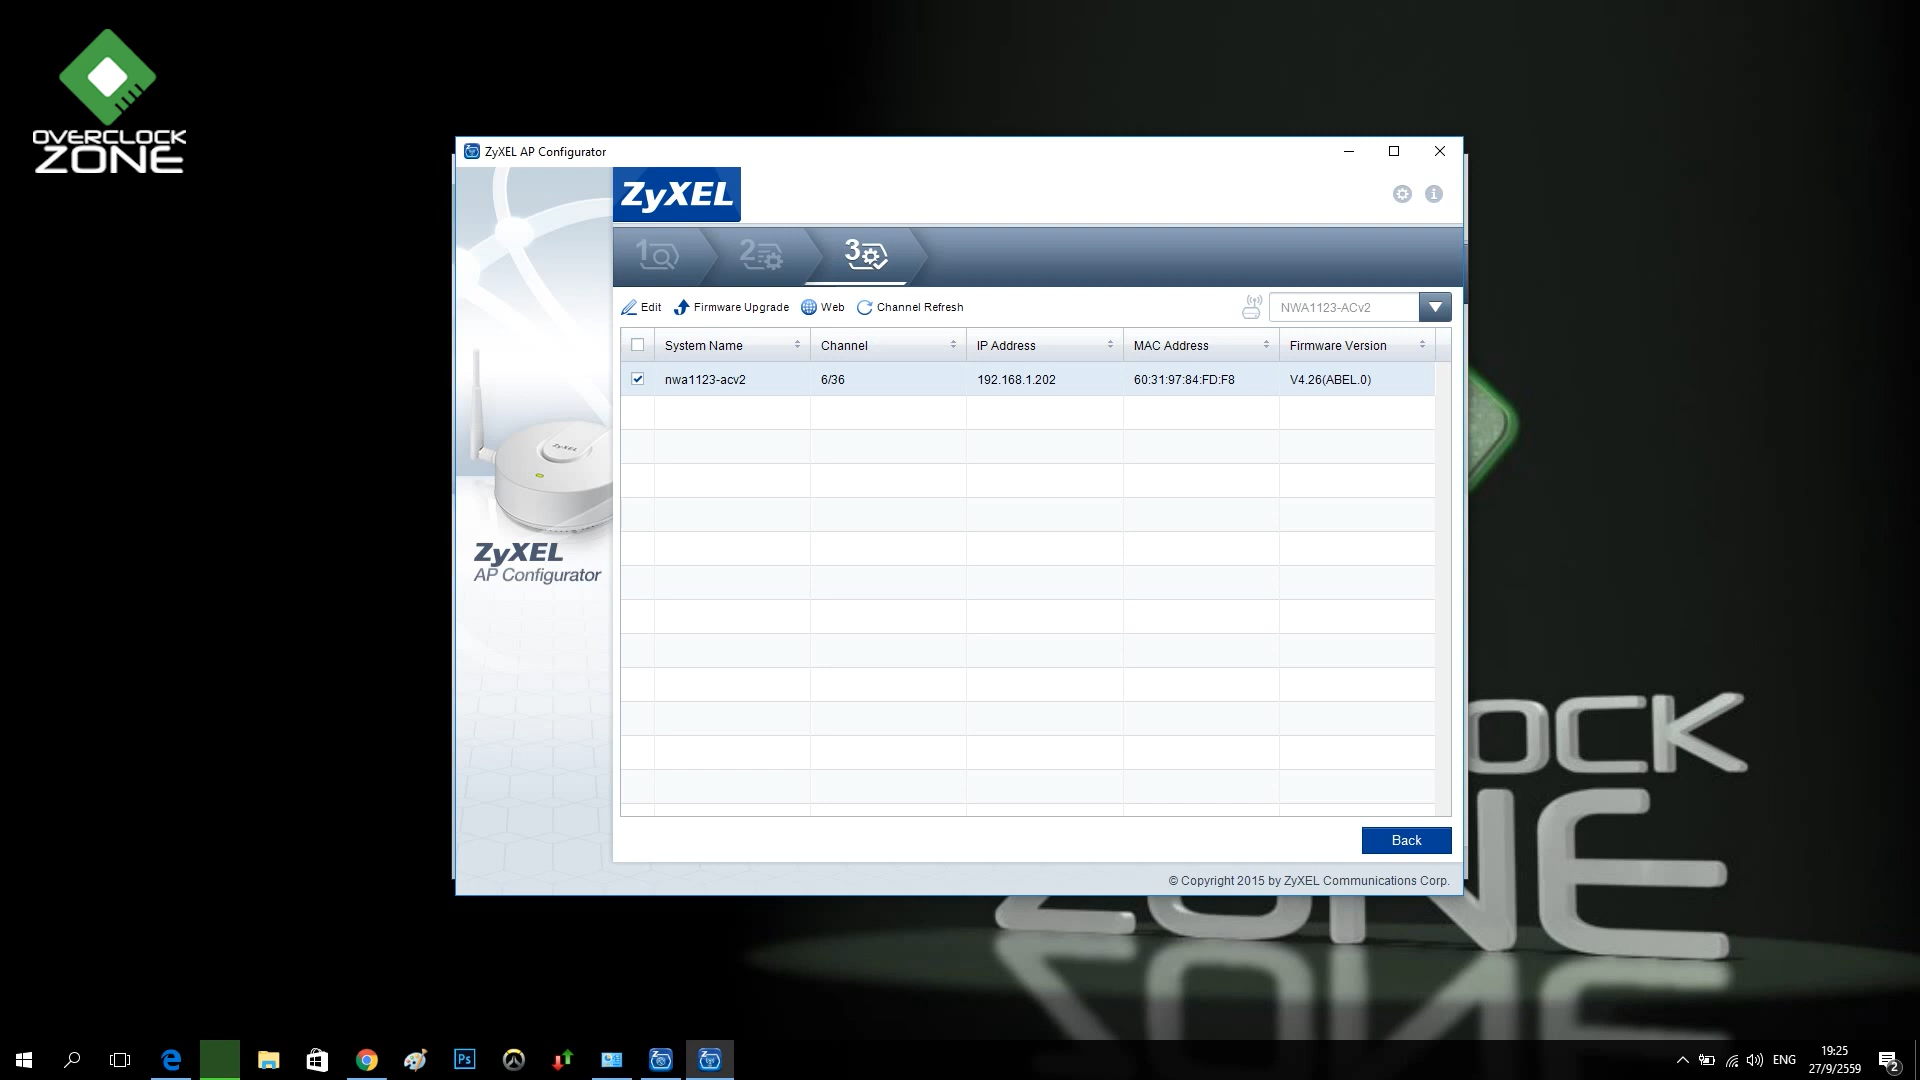 OVERCLOCK
ZONE
ZyXEL AP Configurator
ZyXEL
1
2
3
Edit
Firmware Upgrade
Web
Channel Refresh
NWA1123-ACv2
System Name
Channel
IP Address
MAC Address
Firmware Version
nwa1123-acv2
6/36
192.168.1.202
60:31:97:84:FD:F8
V4.26(ABEL.0)
ZyXEL
ZyXEL
AP Configurator
Back
© Copyright 2015 by ZyXEL Communications Corp.
OCK
ZONE
Ps
ENG
19:25
27/9/2559
2